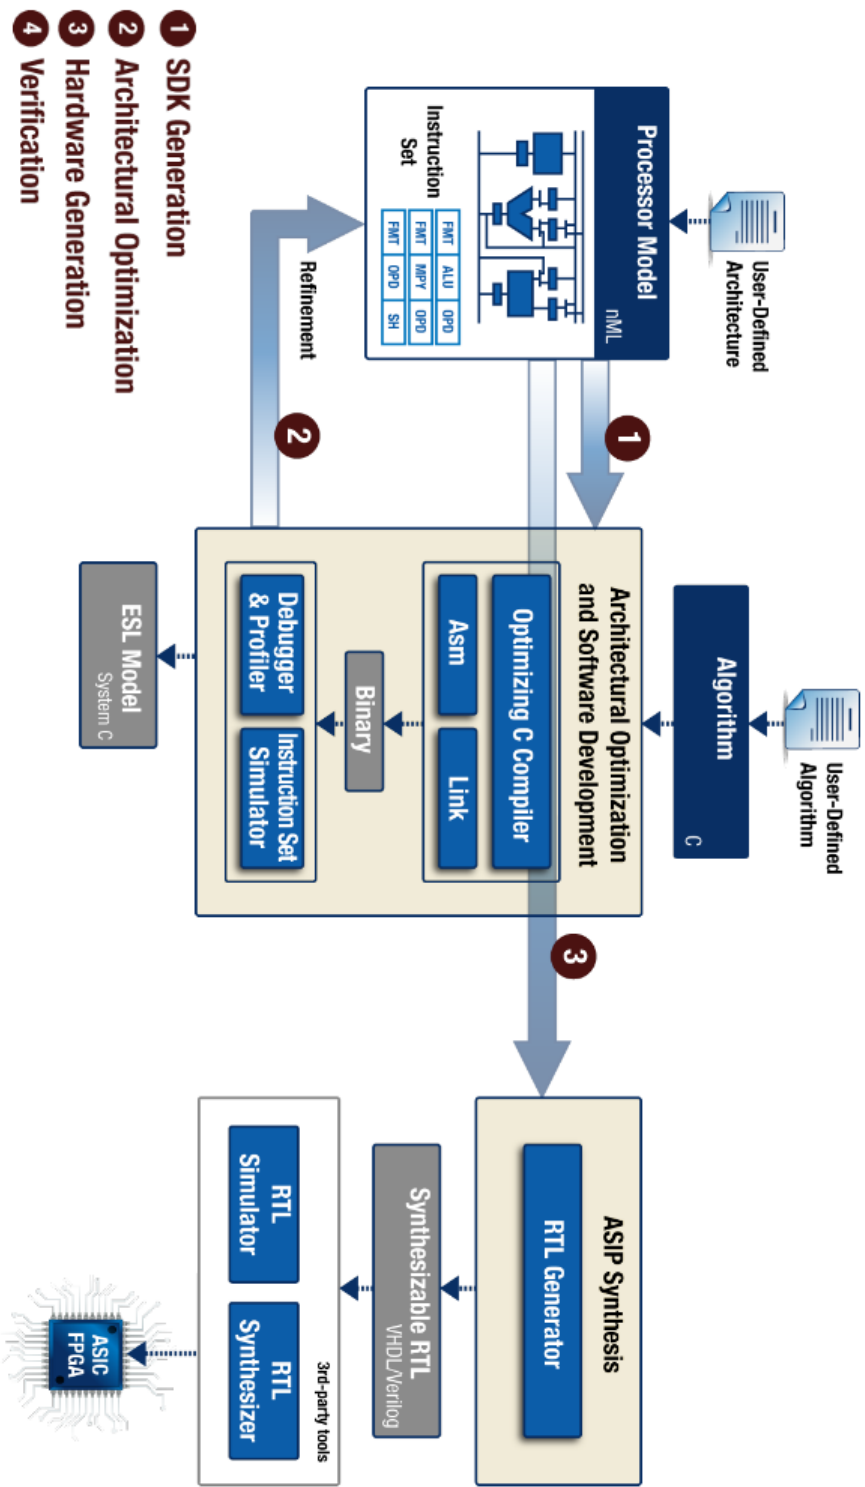 User-Defined
Architecture
Processor Model
nML
Instruction
Set
FMT ALU OPD
FMT MPY OPD
FMT OPD SH
Refinement
1
2
3
User-Defined
Algorithm
Algorithm
C
Architectural Optimization
and Software Development
Optimizing C Compiler
Asm
Link
Binary
Debugger
& Profiler
Instruction Set
Simulator
ESL Model
System C
ASIP Synthesis
RTL Generator
Synthesizable RTL
VHDL/Verilog
3rd-party tools
RTL
Simulator
RTL
Synthesizer
ASIC
FPGA
1 SDK Generation
2 Architectural Optimization
3 Hardware Generation
4 Verification